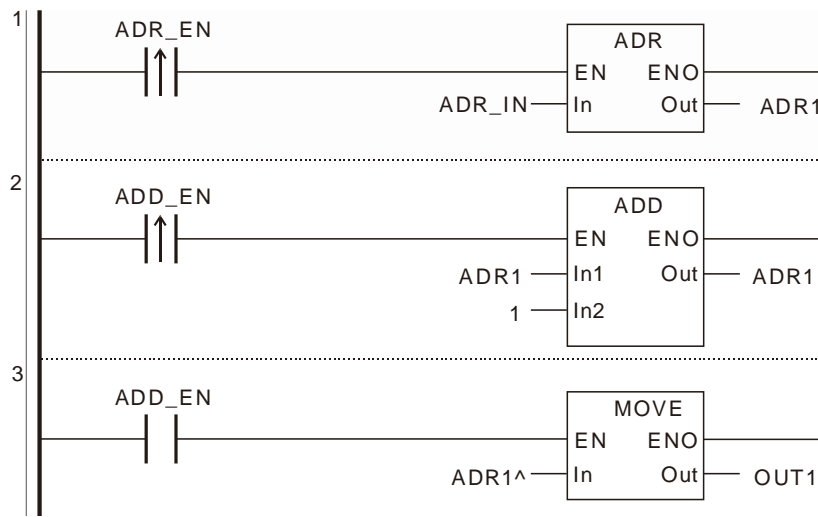 1
ADR_EN
ADR
EN ENO
ADR_IN In Out ADR1
2
ADD_EN
ADD
EN ENO
ADR1 In1 Out ADR1
1 In2
3
ADD_EN
MOVE
EN ENO
ADR1^ In Out OUT1